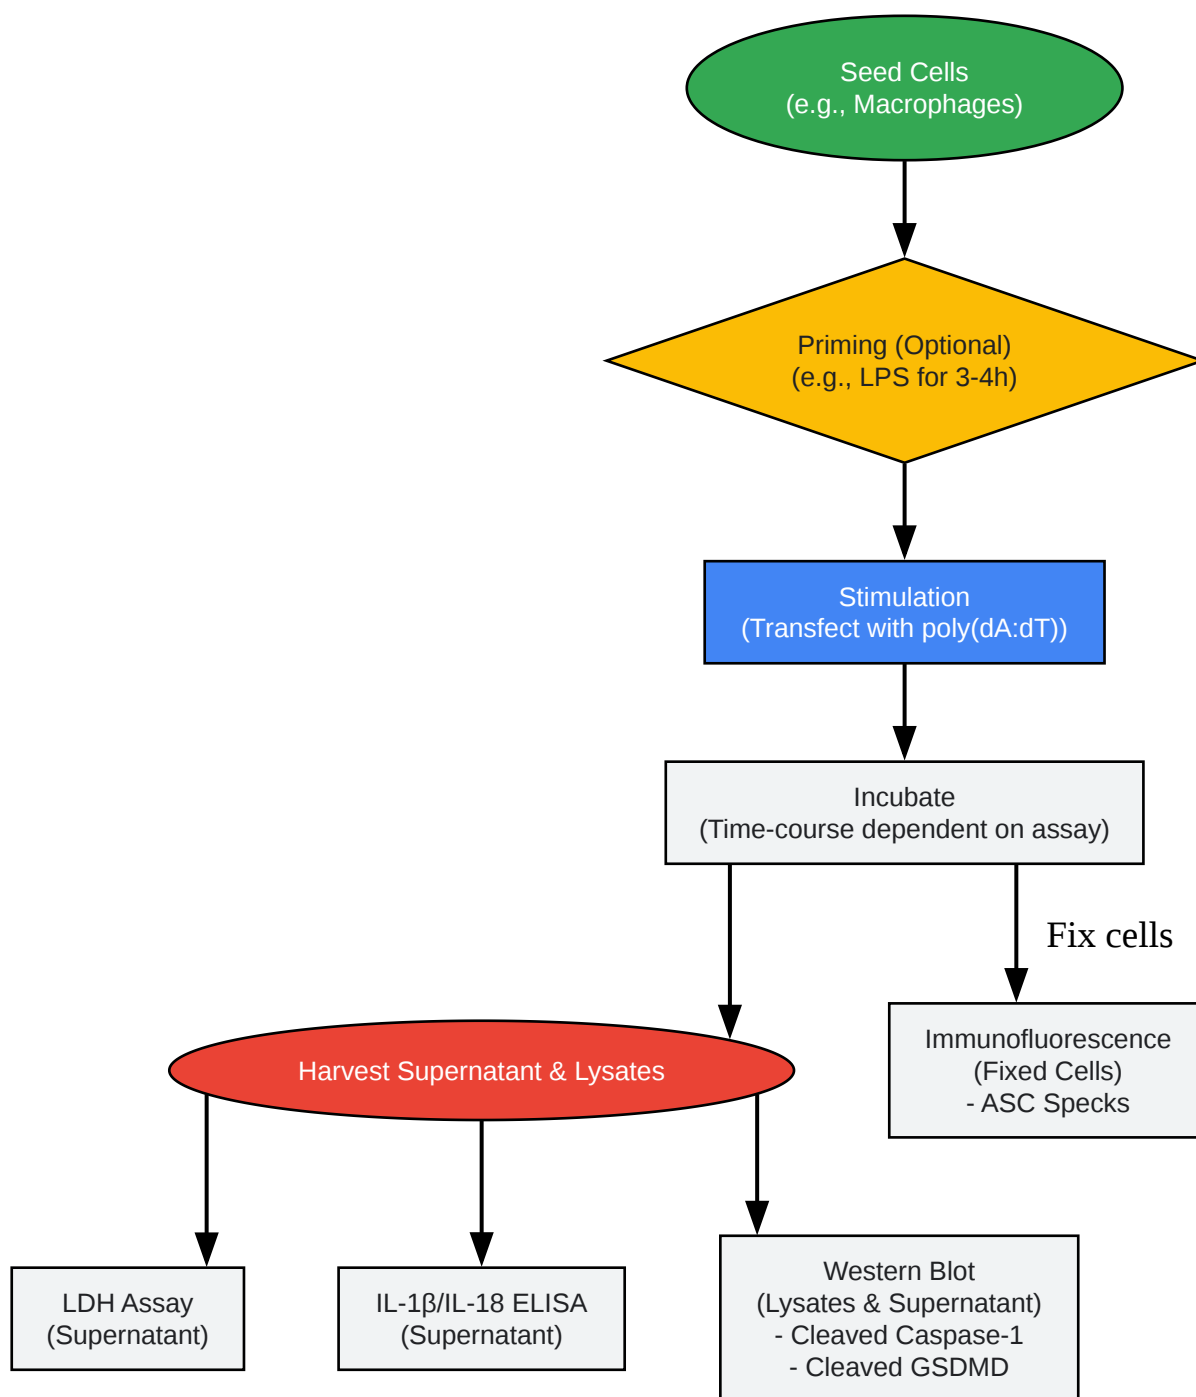 Seed Cells
(e.g., Macrophages)
Priming (Optional)
(e.g., LPS for 3-4h)
Stimulation
(Transfect with poly(dA:dT))
Incubate
(Time-course dependent on assay)
Fix cells
Immunofluorescence
(Fixed Cells)
- ASC Specks
Harvest Supernatant & Lysates
LDH Assay
(Supernatant)
IL-1β/IL-18 ELISA
(Supernatant)
Western Blot
(Lysates & Supernatant)
- Cleaved Caspase-1
- Cleaved GSDMD